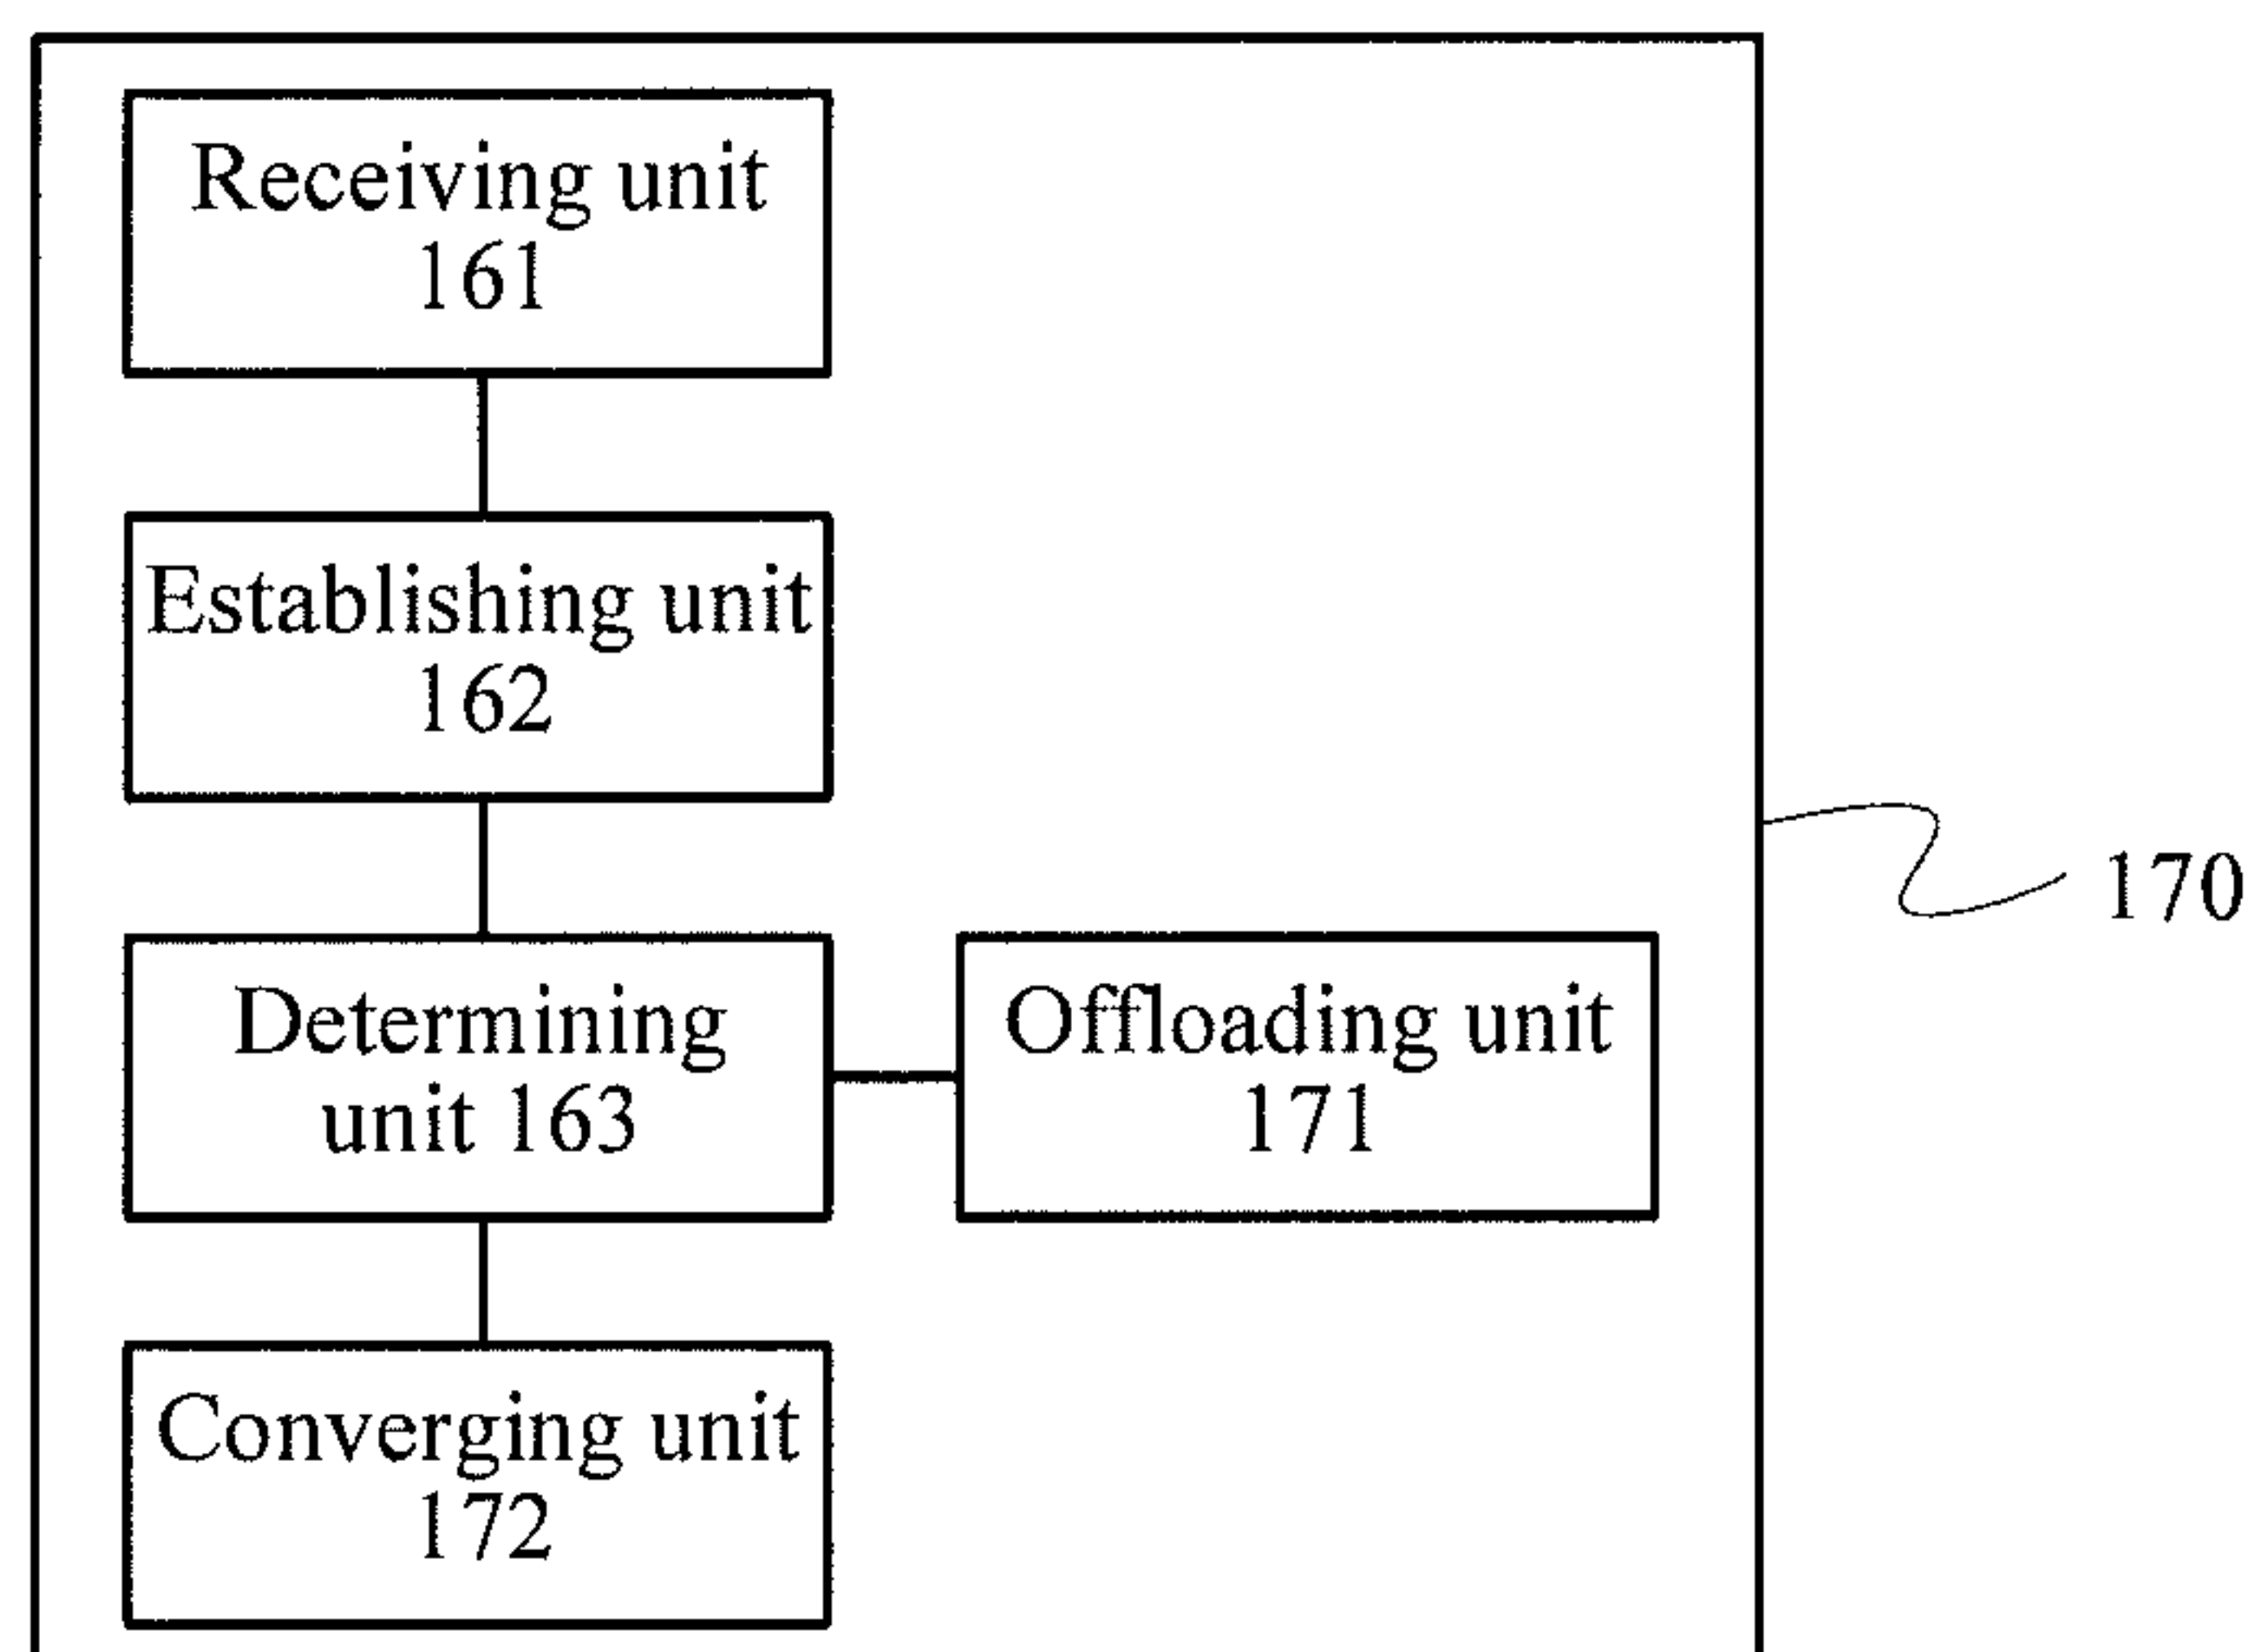 Receiving unit
161
Establishing unit
162
170
Determining
unit 163
Offloading unit
171
Converging unit
172